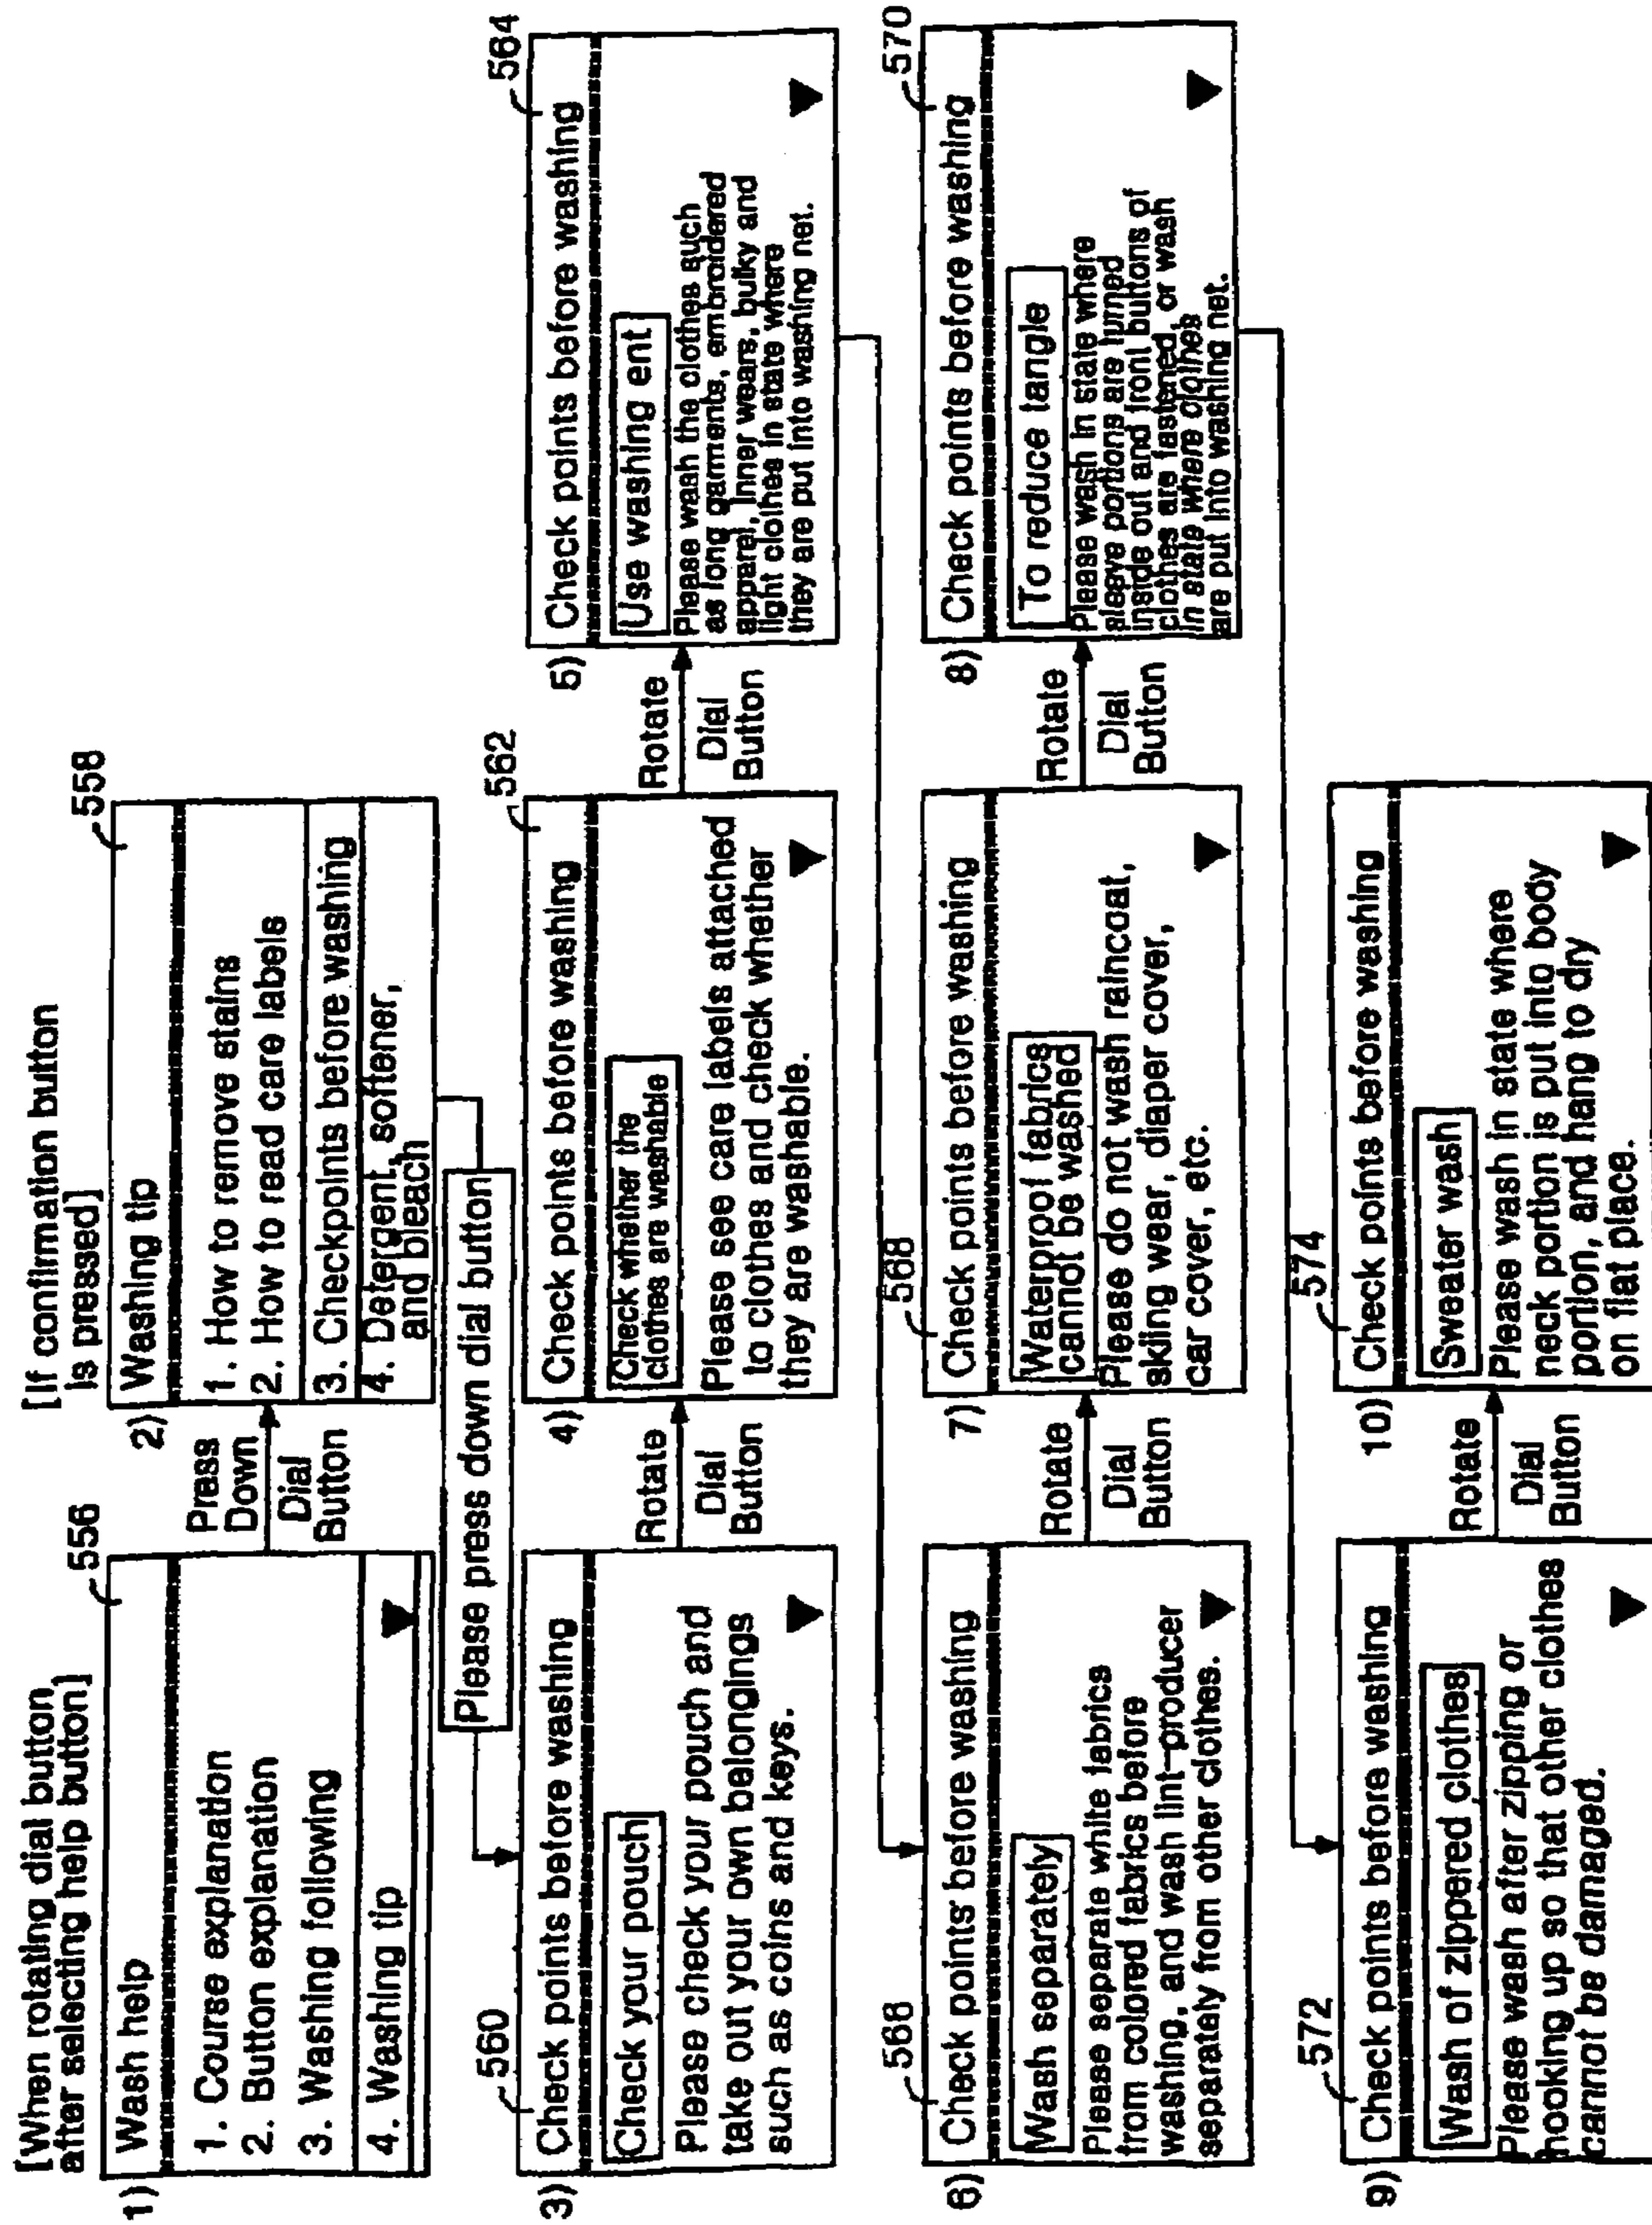 [When rotating dial button
after selecting help button]
1)
556
Wash help
1. Course explanation
2. Button explanation
3. Washing following
4. Washing tip
Press
Down
Dial
Button
[If confirmation button
is pressed]
2)
558
Washing tip
1. How to remove stains
2. How to read care labels
3. Checkpoints before washing
4. Detergent, softener,
and bleach
Please press down dial button
3)
560
Check points before washing
Check your pouch
Please check your pouch and
take out your own belongings
such as coins and keys.
Rotate
Dial
Button
4)
562
Check points before washing
Check whether the
clothes are washable
Please see care labels attached
to clothes and check whether
they are washable.
Rotate
Dial
Button
5)
564
Check points before washing
Use washing ent
Please wash the clothes such
as long garments, embroidered
apparel, inner wears, bulky and
light clothes in state where
they are put into washing net.
6)
568
Check points before washing
Wash separately
Please separate white fabrics
from colored fabrics before
washing, and wash lint-producer
separately from other clothes.
Rotate
Dial
Button
7)
568
Check points before washing
Waterproof fabrics
cannot be washed
Please do not wash raincoat,
skiing wear, diaper cover,
car cover, etc.
Rotate
Dial
Button
8)
570
Check points before washing
To reduce tangle
Please wash in state where
sleeve portions are turned
inside out and front buttons of
clothes are fastened, or wash
in state where clothes
are put into washing net.
9)
572
Check points before washing
Wash of zippered clothes
Please wash after zipping or
hooking up so that other clothes
cannot be damaged.
Rotate
Dial
Button
10)
574
Check points before washing
Sweater wash
Please wash in state where
neck portion is put into body
portion, and hang to dry
on flat place.